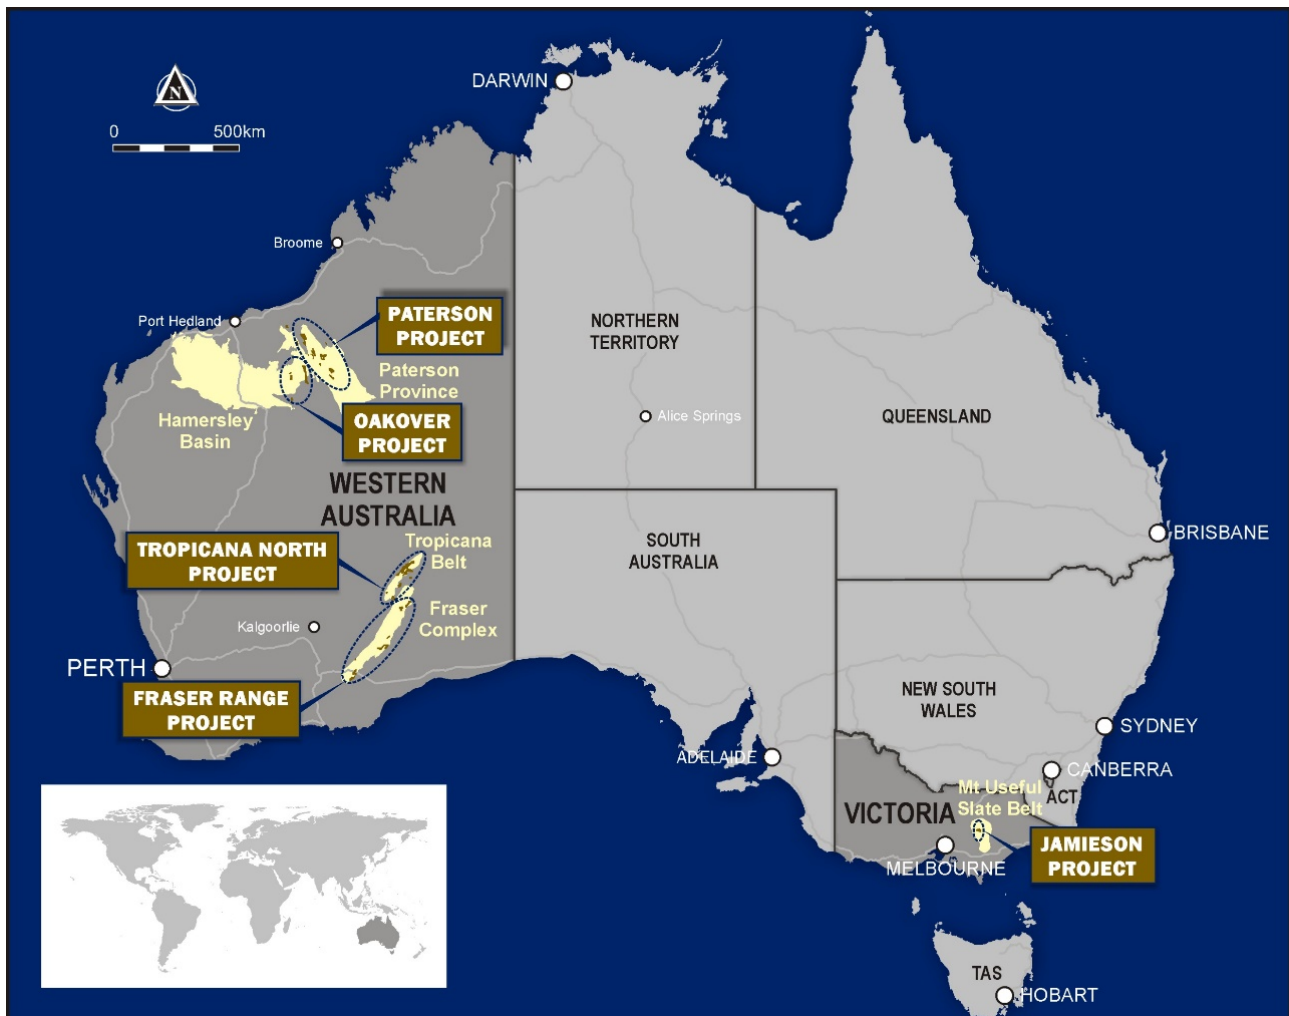 DARWIN
N
0 500km
Broome
Port Hedland
PATERSON
PROJECT
Paterson
Province
Hamersley
Basin
OAKOVER
PROJECT
NORTHERN
TERRITORY
Alice Springs
QUEENSLAND
WESTERN
AUSTRALIA
TROPICANA NORTH
PROJECT
Tropicana
Belt
SOUTH
AUSTRALIA
BRISBANE
Kalgoorlie
Fraser
Complex
PERTH
FRASER RANGE
PROJECT
NEW SOUTH
WALES
SYDNEY
ADELAIDE
CANBERRA
ACT
Mt Useful
Slate Belt
VICTORIA
MELBOURNE
JAMIESON
PROJECT
TAS
HOBART